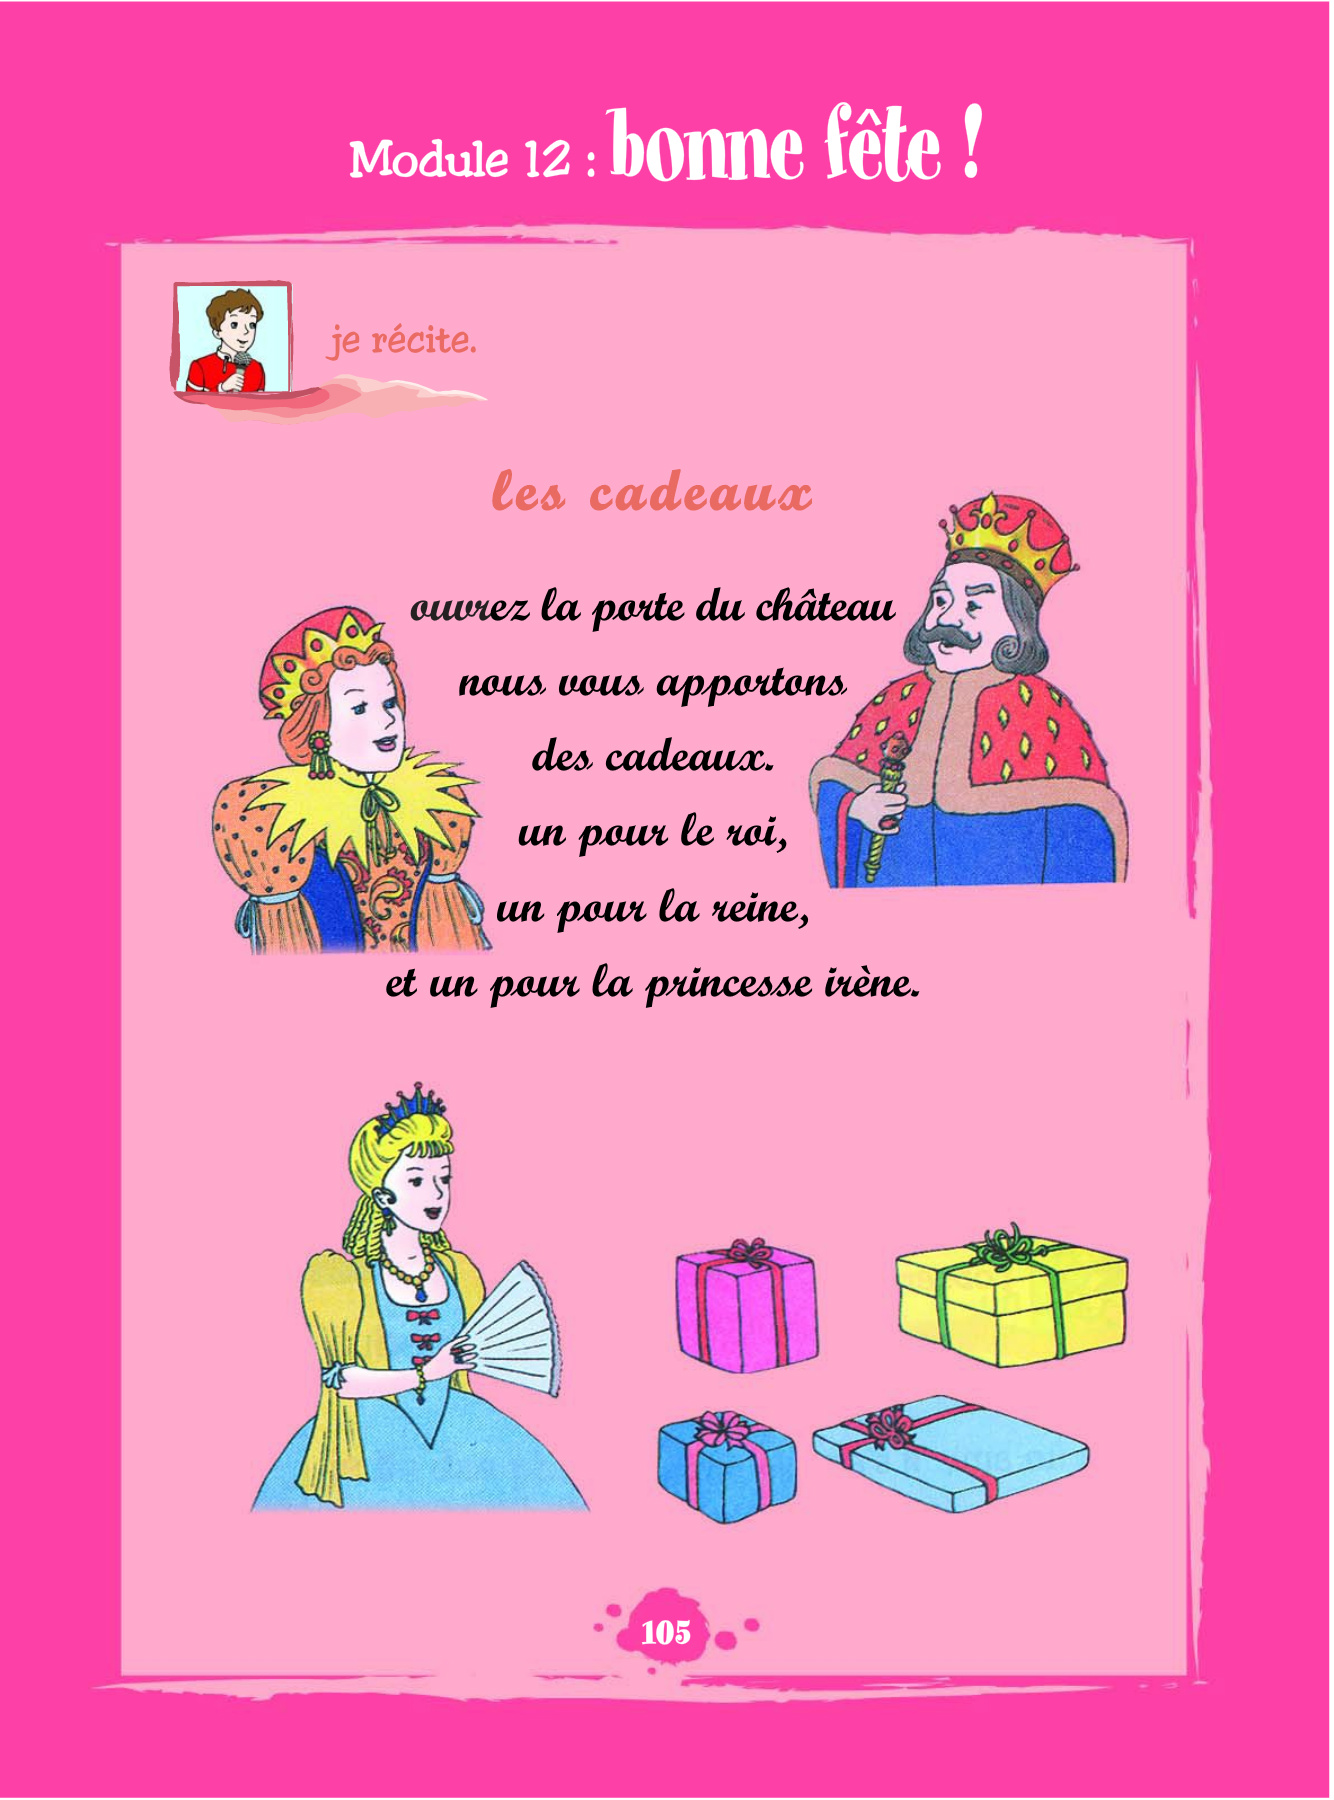 Module 12 : bonne fête !
je récite.
les cadeaux
ouvrez la porte du château
nous vous apportons
des cadeaux.
un pour le roi,
un pour la reine,
et un pour la princesse irène.
105